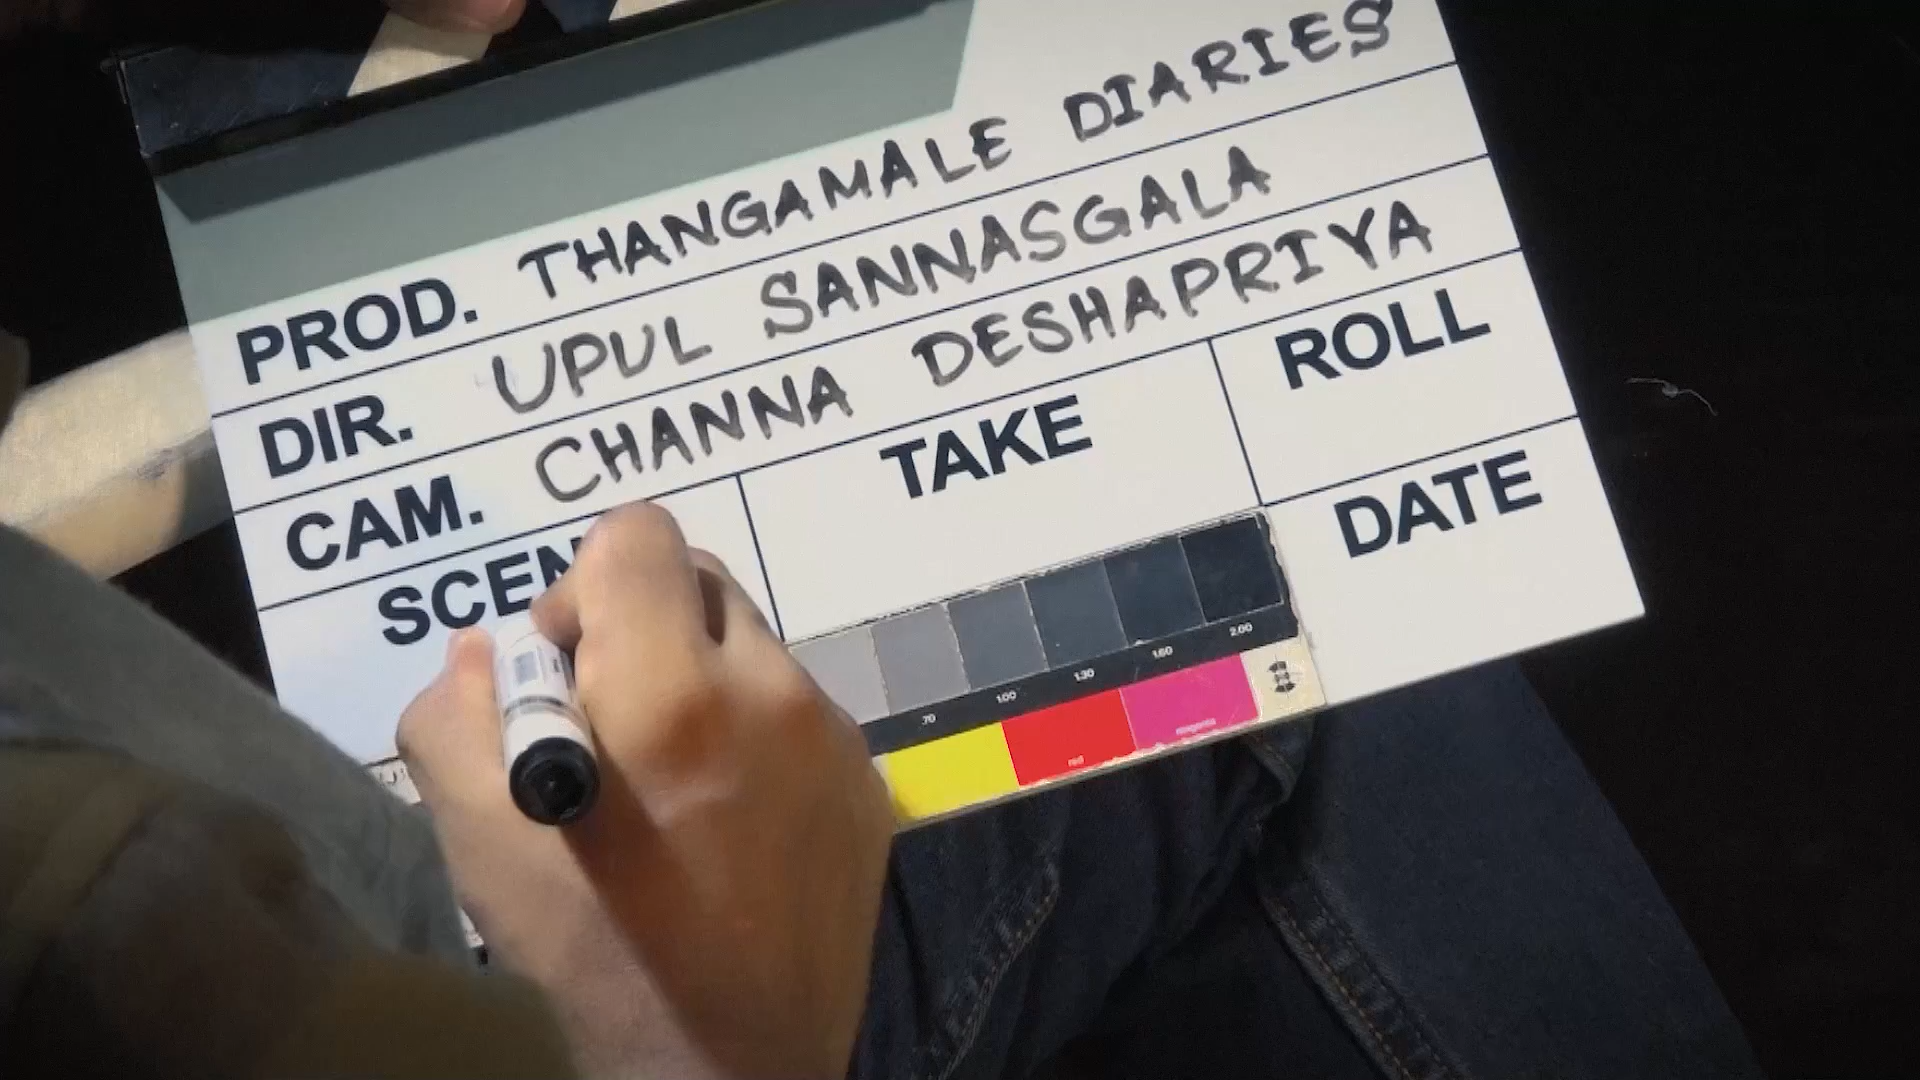 PROD. THANGAMALE DIARIES
DIR. UPUL SANNASGALA
CAM. CHANNA DESHAPRIYA
SCEN TAKE ROLL
DATE
.70 1.00 1.30 1.60 2.00
red magenta